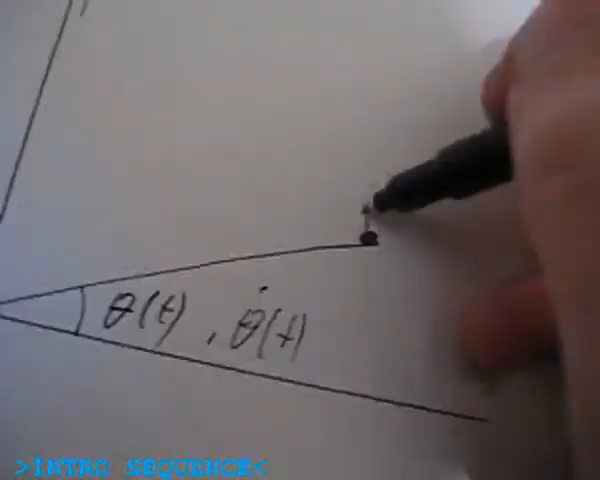 θ(t) , θ̇(t)
>INTRO SEQUENCE<